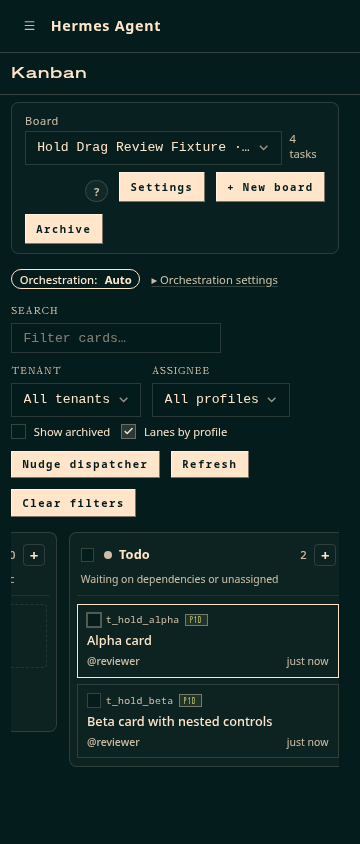 ☰ Hermes Agent
Kanban
Board
Hold Drag Review Fixture ·…
4 tasks
?
Settings
+ New board
Archive
Orchestration: Auto
▸ Orchestration settings
SEARCH
Filter cards…
TENANT
ASSIGNEE
All tenants
All profiles
Show archived
Lanes by profile
Nudge dispatcher
Refresh
Clear filters
+
Todo
2
+
Waiting on dependencies or unassigned
t_hold_alpha P10
Alpha card
@reviewer
just now
t_hold_beta P10
Beta card with nested controls
@reviewer
just now